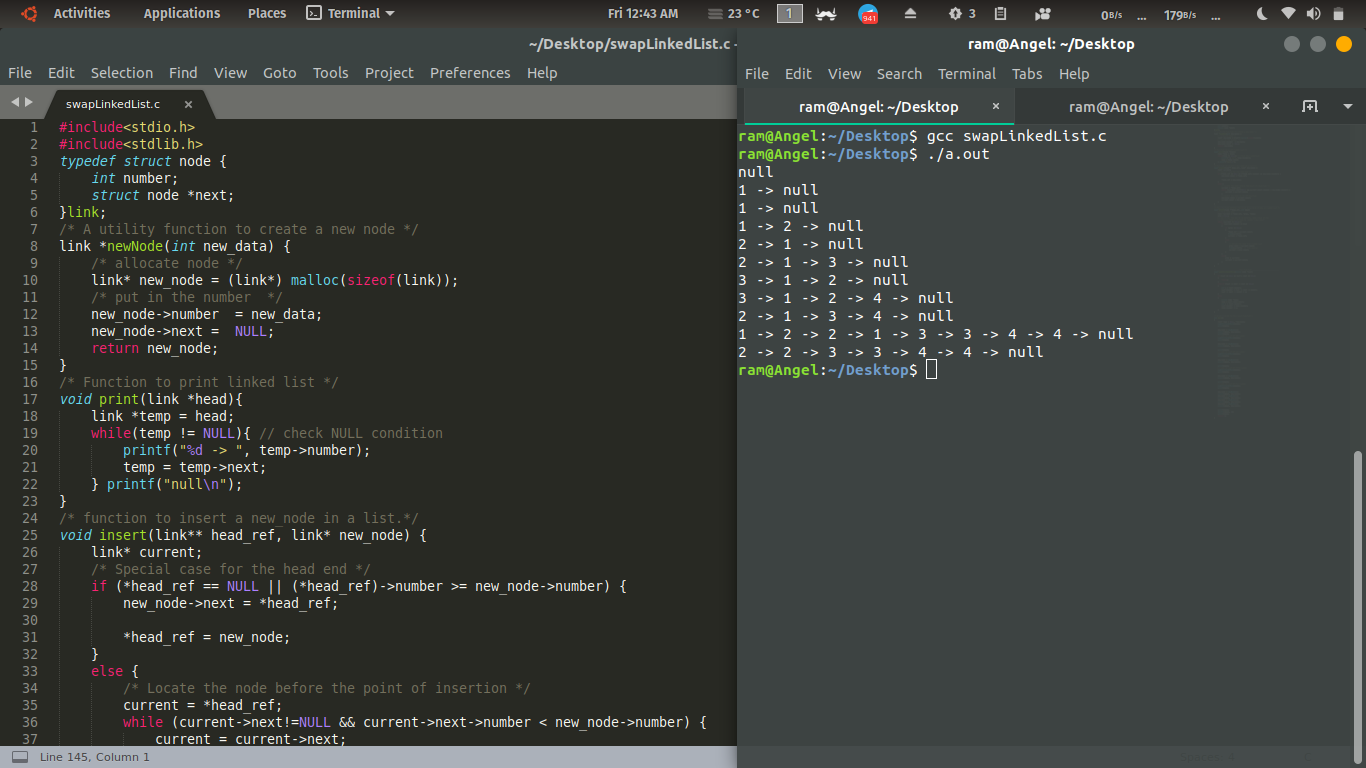 Activities Applications Places Terminal Fri 12:43 AM 23 °C 1 941 3 0B/s ... 179B/s ...
~/Desktop/swapLinkedList.c -
File Edit Selection Find View Goto Tools Project Preferences Help
swapLinkedList.c ×
1 #include<stdio.h>
2 #include<stdlib.h>
3 typedef struct node {
4 int number;
5 struct node *next;
6 }link;
7 /* A utility function to create a new node */
8 link *newNode(int new_data) {
9 /* allocate node */
10 link* new_node = (link*) malloc(sizeof(link));
11 /* put in the number  */
12 new_node->number  = new_data;
13 new_node->next =  NULL;
14 return new_node;
15 }
16 /* Function to print linked list */
17 void print(link *head){
18 link *temp = head;
19 while(temp != NULL){ // check NULL condition
20 printf("%d -> ", temp->number);
21 temp = temp->next;
22 } printf("null\n");
23 }
24 /* function to insert a new_node in a list.*/
25 void insert(link** head_ref, link* new_node) {
26 link* current;
27 /* Special case for the head end */
28 if (*head_ref == NULL || (*head_ref)->number >= new_node->number) {
29 new_node->next = *head_ref;
30
31 *head_ref = new_node;
32 }
33 else {
34 /* Locate the node before the point of insertion */
35 current = *head_ref;
36 while (current->next!=NULL && current->next->number < new_node->number) {
37 current = current->next;
Line 145, Column 1
ram@Angel: ~/Desktop
File Edit View Search Terminal Tabs Help
ram@Angel: ~/Desktop × ram@Angel: ~/Desktop ×
ram@Angel:~/Desktop$ gcc swapLinkedList.c
ram@Angel:~/Desktop$ ./a.out
null
1 -> null
1 -> null
1 -> 2 -> null
2 -> 1 -> null
2 -> 1 -> 3 -> null
3 -> 1 -> 2 -> null
3 -> 1 -> 2 -> 4 -> null
2 -> 1 -> 3 -> 4 -> null
1 -> 2 -> 2 -> 1 -> 3 -> 3 -> 4 -> 4 -> null
2 -> 2 -> 3 -> 3 -> 4 -> 4 -> null
ram@Angel:~/Desktop$